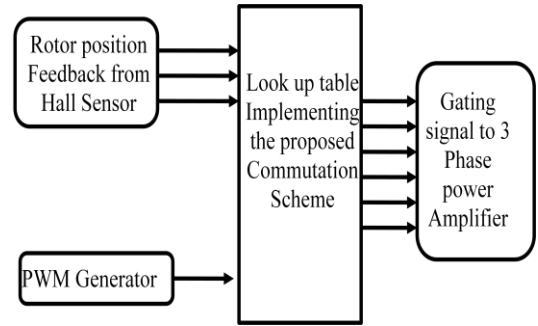 Rotor position
Feedback from
Hall Sensor
Look up table
Implementing
the proposed
Commutation
Scheme
Gating
signal to 3
Phase
power
Amplifier
PWM Generator